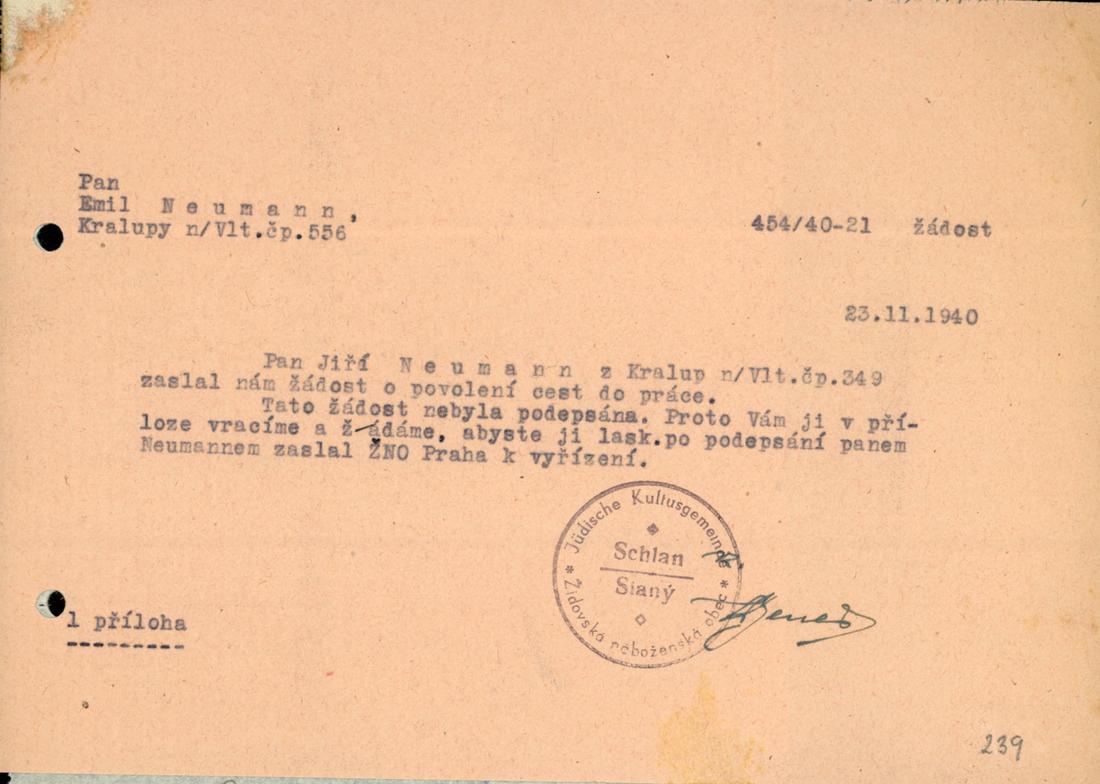 Pan
Emil N e u m a n n ,
Kralupy n/Vlt.čp.556
454/40-21 žádost
23.11.1940
Pan Jiří N e u m a n n z Kralup n/Vlt.čp.349
zaslal nám žádost o povolení cest do práce.
Tato žádost nebyla podepsána. Proto Vám ji v pří-
loze vracíme a ž ádáme, abyste ji lask.po podepsání panem
Neumannem zaslal ŽNO Praha k vyřízení.
Jüdische Kultusgemeinde
Schlan
Slaný
Židovská náboženská obec
Beneš
1 příloha
239